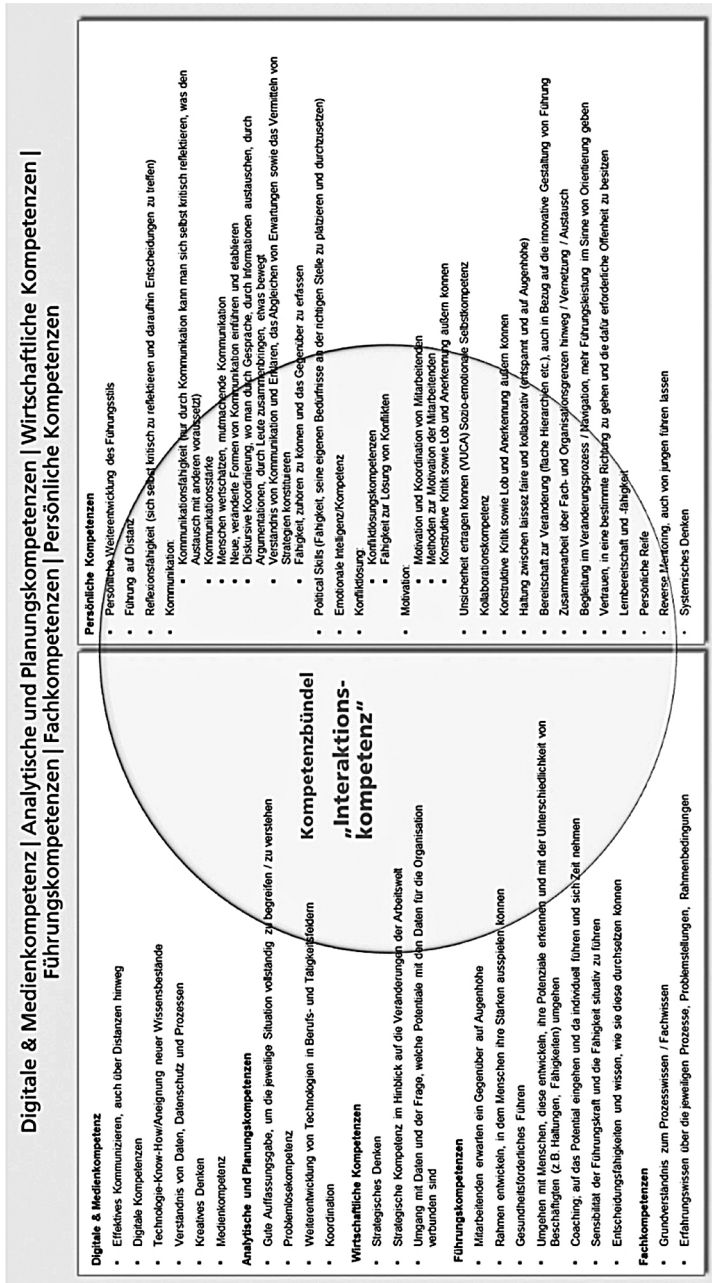 Digitale & Medienkompetenz | Analytische und Planungskompetenzen | Wirtschaftliche Kompetenzen |
Führungskompetenzen | Fachkompetenzen | Persönliche Kompetenzen
Digitale & Medienkompetenz
• Effektives Kommunizieren, auch über Distanzen hinweg
• Digitale Kompetenzen
• Technologie-Know-How/Aneignung neuer Wissensbestände
• Verständnis von Daten, Datenschutz und Prozessen
• Kreatives Denken
• Medienkompetenz
Analytische und Planungskompetenzen
• Gute Auffassungsgabe, um die jeweilige Situation vollständig zu begreifen / zu verstehen
• Problemlösekompetenz
• Weiterentwicklung von Technologien in Berufs- und Tätigkeitsfeldern
• Koordination
Wirtschaftliche Kompetenzen
• Strategisches Denken
• Strategische Kompetenz im Hinblick auf die Veränderungen der Arbeitswelt
• Umgang mit Daten und der Frage, welche Potentiale mit den Daten für die Organisation
verbunden sind
Führungskompetenzen
• Mitarbeitenden erwarten ein Gegenüber auf Augenhöhe
• Rahmen entwickeln, in dem Menschen ihre Stärken ausspielen können
• Gesundheitsförderliches Führen
• Umgehen mit Menschen, diese entwickeln, ihre Potenziale erkennen und mit der Unterschiedlichkeit von
Beschäftigten (z.B. Haltungen, Fähigkeiten) umgehen
• Coaching; auf das Potential eingehen und da individuell führen und sich Zeit nehmen
• Sensibilität der Führungskraft und die Fähigkeit situativ zu führen
• Entscheidungsfähigkeiten und wissen, wie sie diese durchsetzen können
Fachkompetenzen
• Grundverständnis zum Prozesswissen / Fachwissen
• Erfahrungswissen über die jeweiligen Prozesse, Problemstellungen, Rahmenbedingungen
Kompetenzbündel
„Interaktions-
kompetenz“
Persönliche Kompetenzen
• Persönliche Weiterentwicklung des Führungsstils
• Führung auf Distanz
• Reflexionsfähigkeit (sich selbst kritisch zu reflektieren und daraufhin Entscheidungen zu treffen)
• Kommunikation:
• Kommunikationsfähigkeit (nur durch Kommunikation kann man sich selbst kritisch reflektieren, was den
Austausch mit anderen voraussetzt)
• Kommunikationsstärke
• Menschen wertschätzen, mutmachende Kommunikation
• Neue, veränderte Formen von Kommunikation einführen und etablieren
• Diskursive Koordinierung, wo man durch Gespräche, durch Informationen austauschen, durch
Argumentationen, durch Leute zusammenbringen, etwas bewegt
• Verständnis von Kommunikation und Erklären, das Abgleichen von Erwartungen sowie das Vermitteln von
Strategien konstituieren
• Fähigkeit, zuhören zu können und das Gegenüber zu erfassen
• Political Skills (Fähigkeit, seine eigenen Bedürfnisse an der richtigen Stelle zu platzieren und durchzusetzen)
• Emotionale Intelligenz/Kompetenz
• Konfliktlösung:
• Konfliktlösungskompetenzen
• Fähigkeit zur Lösung von Konflikten
• Motivation:
• Motivation und Koordination von Mitarbeitenden
• Methoden zur Motivation der Mitarbeitenden
• Konstruktive Kritik sowie Lob und Anerkennung äußern können
• Unsicherheit ertragen können (VUCA) Sozio-emotionale Selbstkompetenz
• Kollaborationskompetenz
• Konstruktive Kritik sowie Lob und Anerkennung äußern können
• Haltung zwischen laissez faire und kollaborativ (entspannt und auf Augenhöhe)
• Bereitschaft zur Veränderung (flache Hierarchien etc.), auch in Bezug auf die innovative Gestaltung von Führung
• Zusammenarbeit über Fach- und Organisationsgrenzen hinweg / Vernetzung / Austausch
• Begleitung im Veränderungsprozess / Navigation, mehr Führungsleistung im Sinne von Orientierung geben
• Vertrauen, in eine bestimmte Richtung zu gehen und die dafür erforderliche Offenheit zu besitzen
• Lernbereitschaft und -fähigkeit
• Persönliche Reife
• Reverse Mentoring, auch von jungen führen lassen
• Systemisches Denken